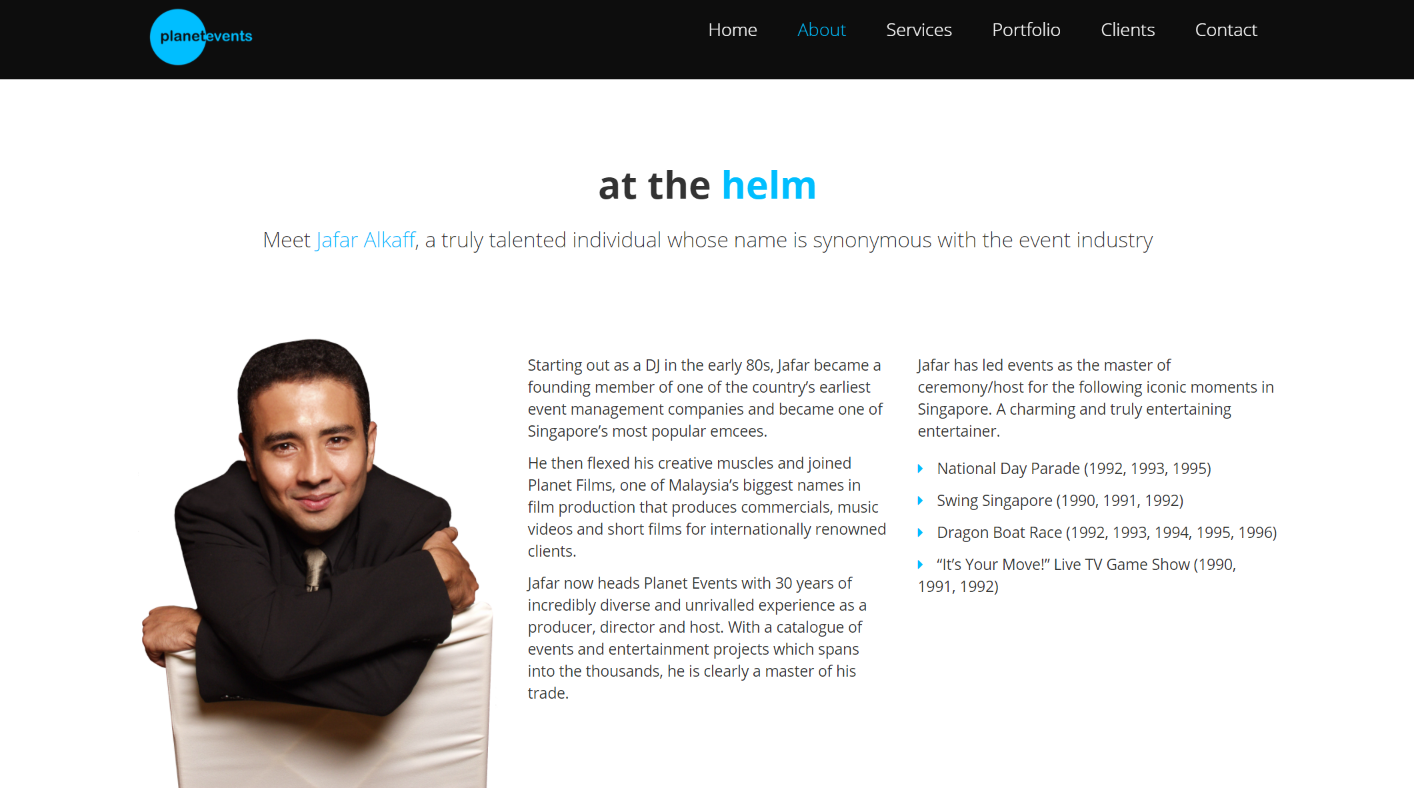 planetevents
Home
About
Services
Portfolio
Clients
Contact
at the helm
Meet Jafar Alkaff, a truly talented individual whose name is synonymous with the event industry
Starting out as a DJ in the early 80s, Jafar became a
founding member of one of the country’s earliest
event management companies and became one of
Singapore’s most popular emcees.
He then flexed his creative muscles and joined
Planet Films, one of Malaysia’s biggest names in
film production that produces commercials, music
videos and short films for internationally renowned
clients.
Jafar now heads Planet Events with 30 years of
incredibly diverse and unrivalled experience as a
producer, director and host. With a catalogue of
events and entertainment projects which spans
into the thousands, he is clearly a master of his
trade.
Jafar has led events as the master of
ceremony/host for the following iconic moments in
Singapore. A charming and truly entertaining
entertainer.
National Day Parade (1992, 1993, 1995)
Swing Singapore (1990, 1991, 1992)
Dragon Boat Race (1992, 1993, 1994, 1995, 1996)
“It’s Your Move!” Live TV Game Show (1990,
1991, 1992)